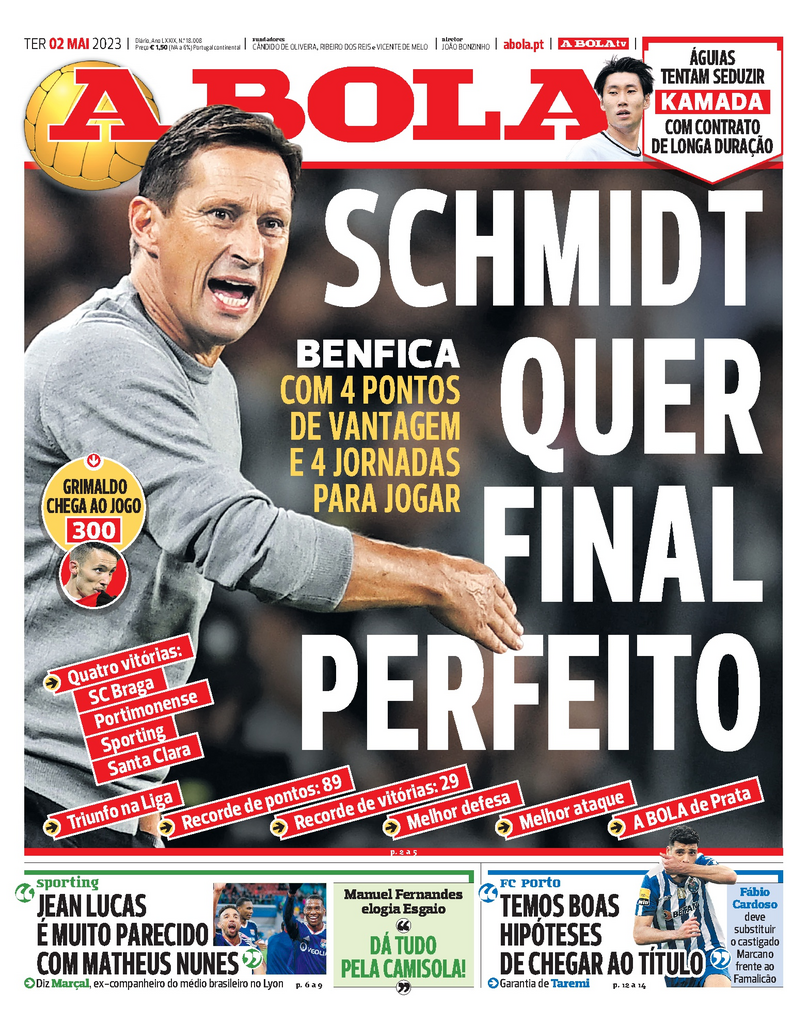 TER 02 MAI 2023
Diário. Ano LXXIX, N.º 18.008
Preço € 1,50 (IVA a 6%) Portugal continental
FUNDADORES
CÂNDIDO DE OLIVEIRA, RIBEIRO DOS REIS e VICENTE DE MELO
DIRETOR
JOÃO BONZINHO
abola.pt
A BOLA tv
A BOLA
ÁGUIAS
TENTAM SEDUZIR
KAMADA
COM CONTRATO
DE LONGA DURAÇÃO
SCHMIDT
QUER
FINAL
PERFEITO
BENFICA
COM 4 PONTOS
DE VANTAGEM
E 4 JORNADAS
PARA JOGAR
GRIMALDO
CHEGA AO JOGO
300
Quatro vitórias:
SC Braga
Portimonense
Sporting
Santa Clara
Triunfo na Liga
Recorde de pontos: 89
Recorde de vitórias: 29
Melhor defesa
Melhor ataque
A BOLA de Prata
p. 2 a 5
sporting
JEAN LUCAS
É MUITO PARECIDO
COM MATHEUS NUNES
Diz Marçal, ex-companheiro do médio brasileiro no Lyon
p. 6 a 9
Manuel Fernandes
elogia Esgaio
DÁ TUDO
PELA CAMISOLA!
FC PORTO
TEMOS BOAS
HIPÓTESES
DE CHEGAR AO TÍTULO
Garantia de Taremi
p. 12 a 14
Fábio
Cardoso
deve
substituir
o castigado
Marcano
frente ao
Famalicão